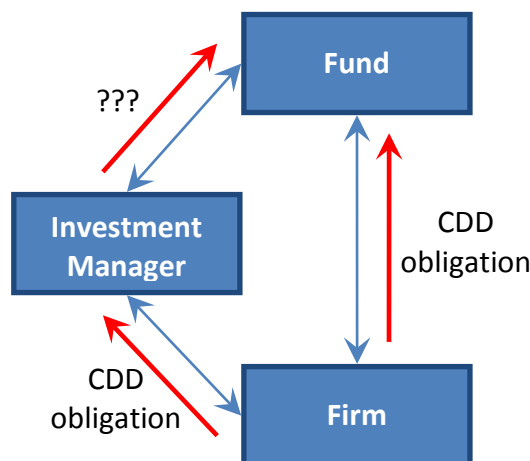 Fund
???
Investment
Manager
CDD
obligation
CDD
obligation
Firm